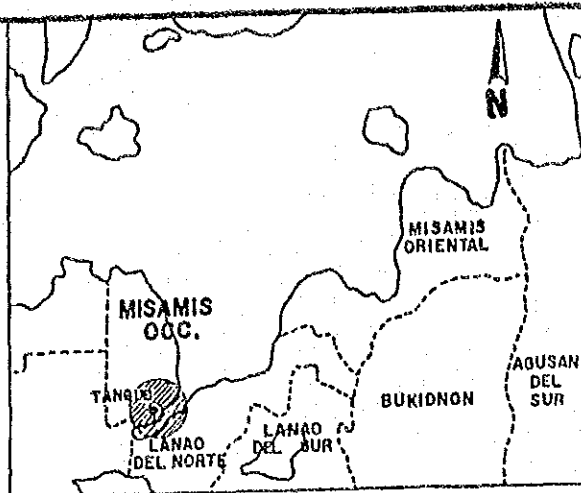 N
MISAMIS
ORIENTAL
MISAMIS
OCC.
AGUSAN
DEL
SUR
BUKIDNON
LANAO
DEL SUR
LANAO
DEL NORTE